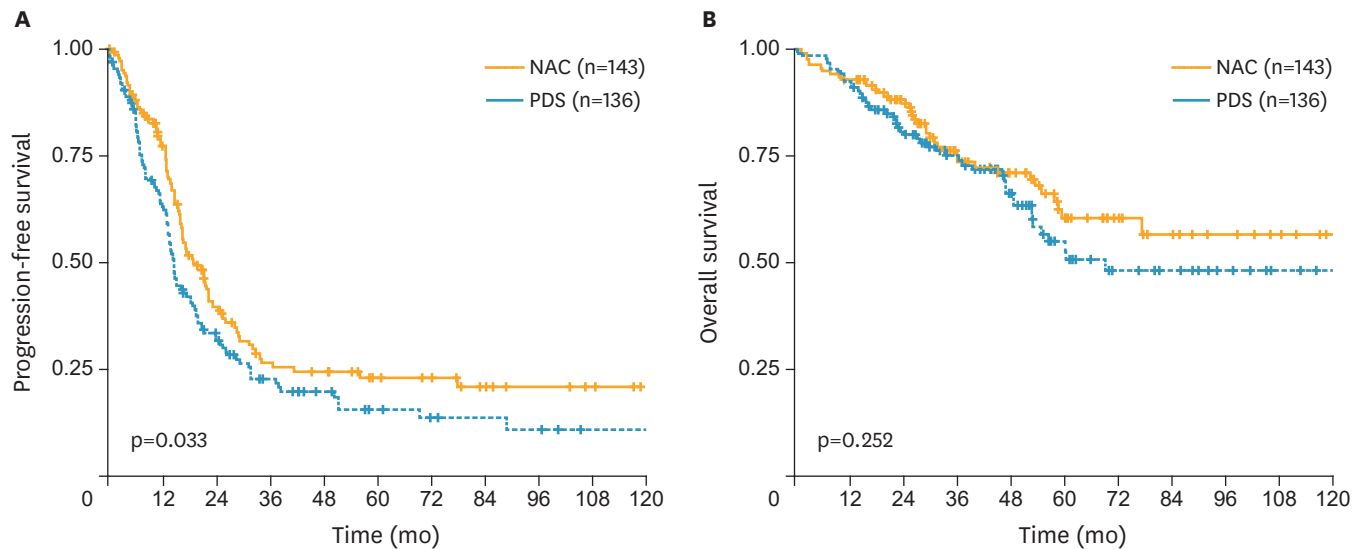 A
Progression-free survival
1.00
0.75
0.50
0.25
0
NAC (n=143)
PDS (n=136)
p=0.033
12 24 36 48 60 72 84 96 108 120
Time (mo)
B
Overall survival
1.00
0.75
0.50
0.25
0
NAC (n=143)
PDS (n=136)
p=0.252
12 24 36 48 60 72 84 96 108 120
Time (mo)